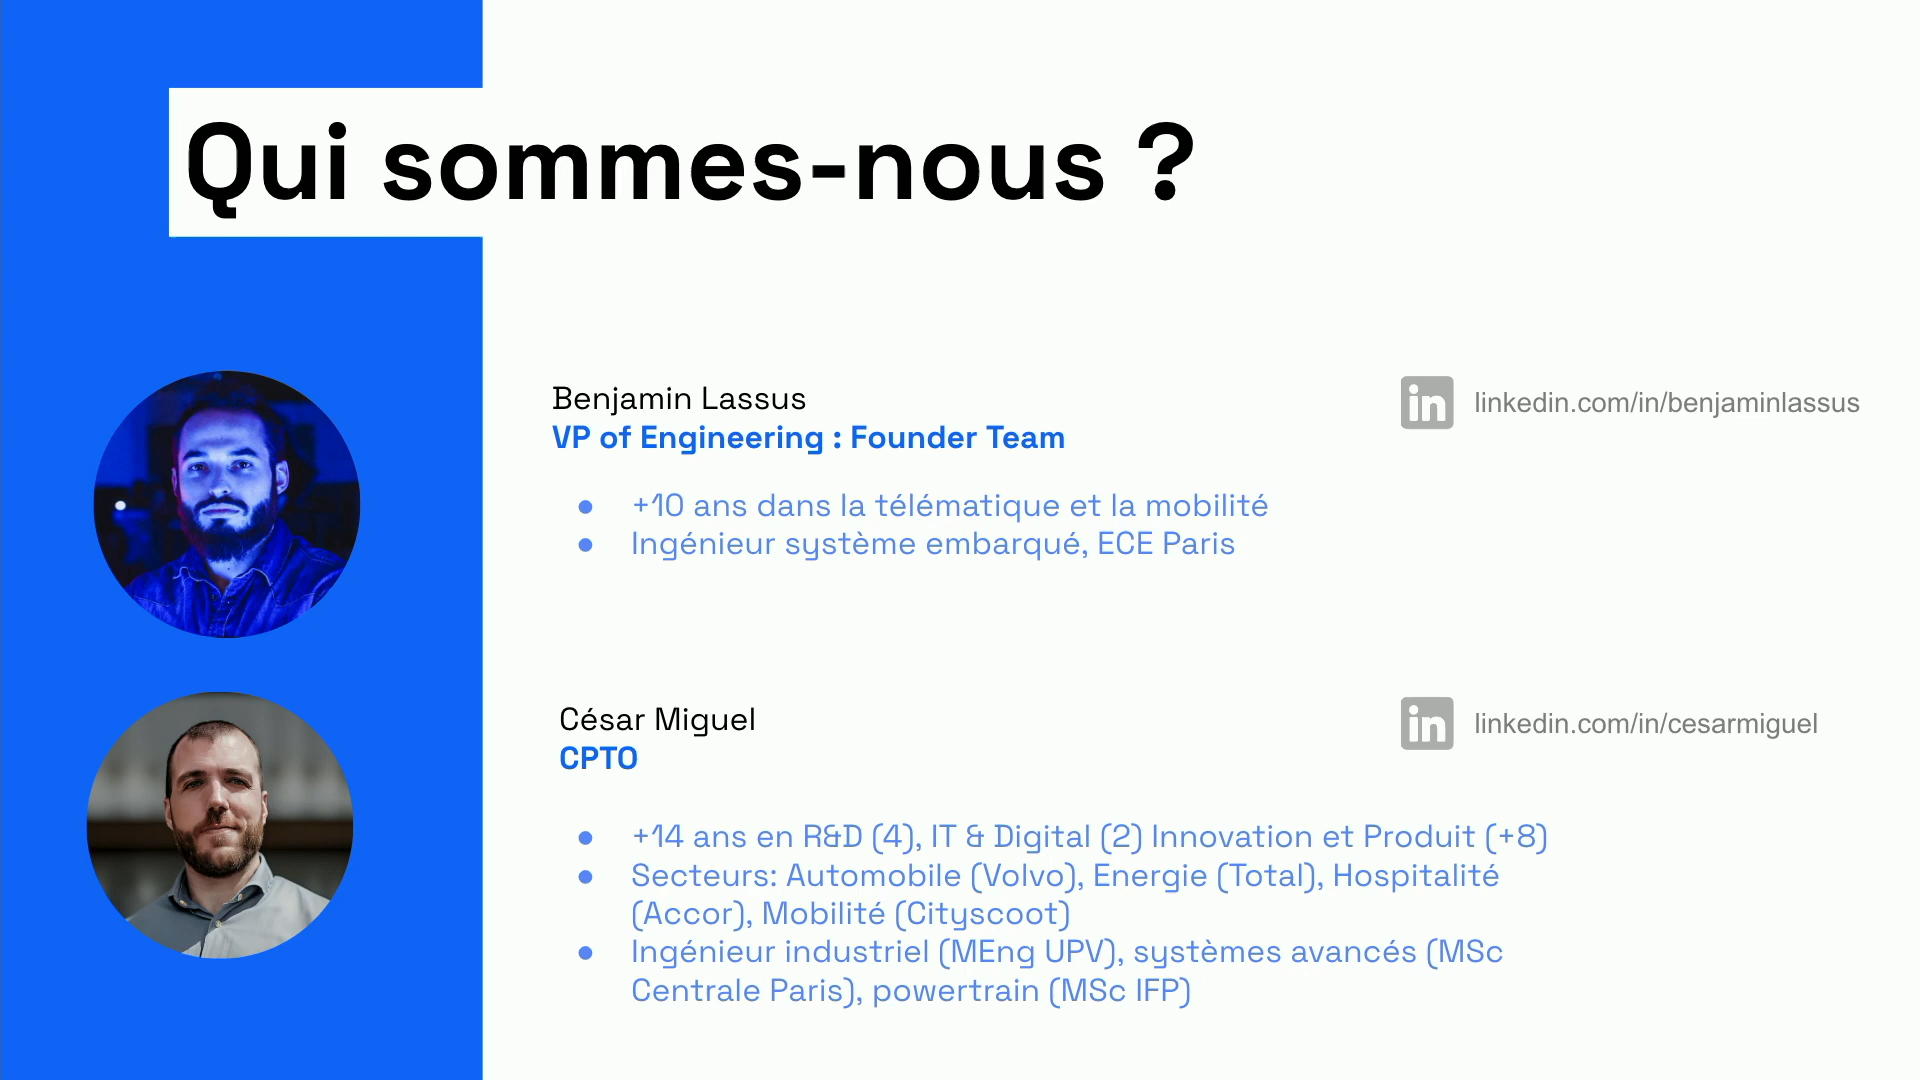 Qui sommes-nous ?
Benjamin Lassus
VP of Engineering : Founder Team
linkedin.com/in/benjaminlassus
● +10 ans dans la télématique et la mobilité
● Ingénieur système embarqué, ECE Paris
César Miguel
CPTO
linkedin.com/in/cesarmiguel
● +14 ans en R&D (4), IT & Digital (2) Innovation et Produit (+8)
● Secteurs: Automobile (Volvo), Energie (Total), Hospitalité
(Accor), Mobilité (Cityscoot)
● Ingénieur industriel (MEng UPV), systèmes avancés (MSc
Centrale Paris), powertrain (MSc IFP)